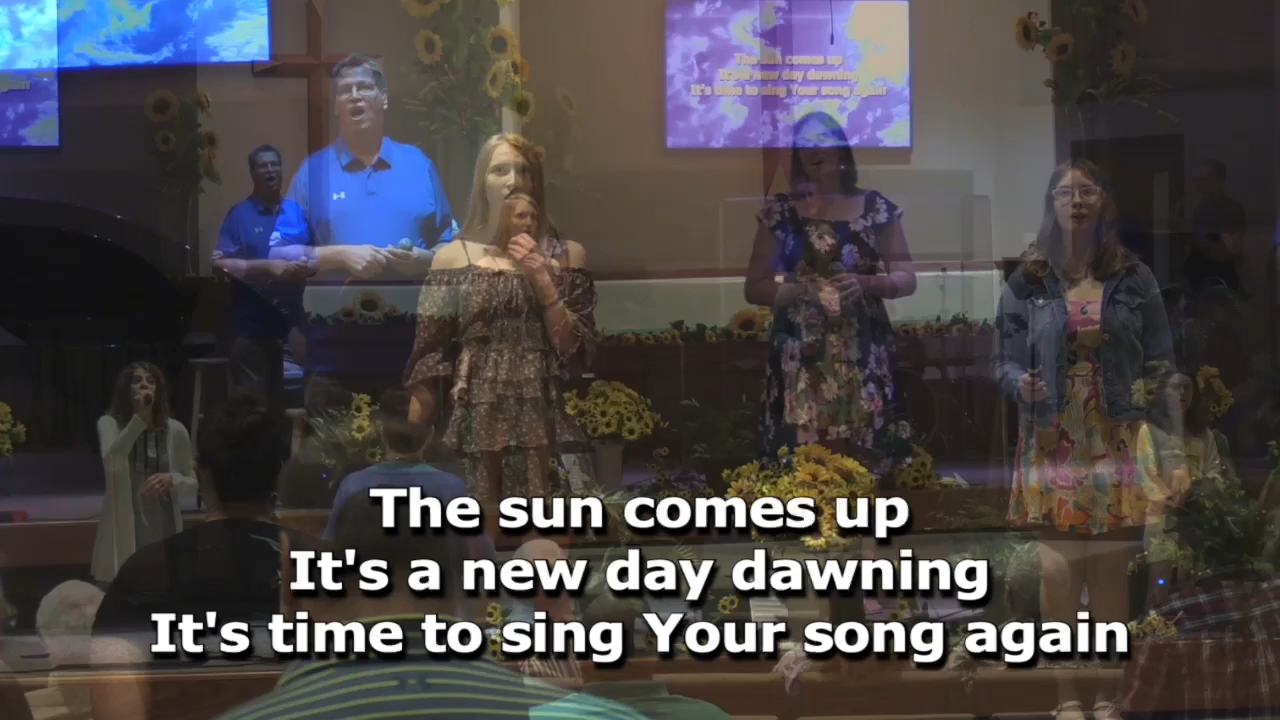 again
The sun comes up
It's a new day dawning
It's time to sing Your song again
The sun comes up
It's a new day dawning
It's time to sing Your song again